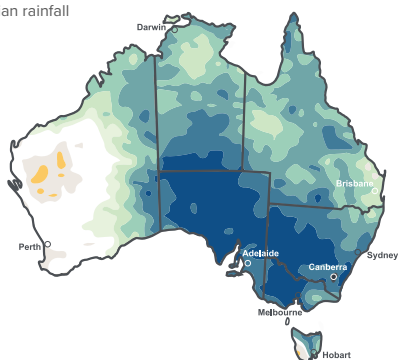 an rainfall
Darwin
Brisbane
Perth
Adelaide
Sydney
Canberra
Melbourne
Hobart